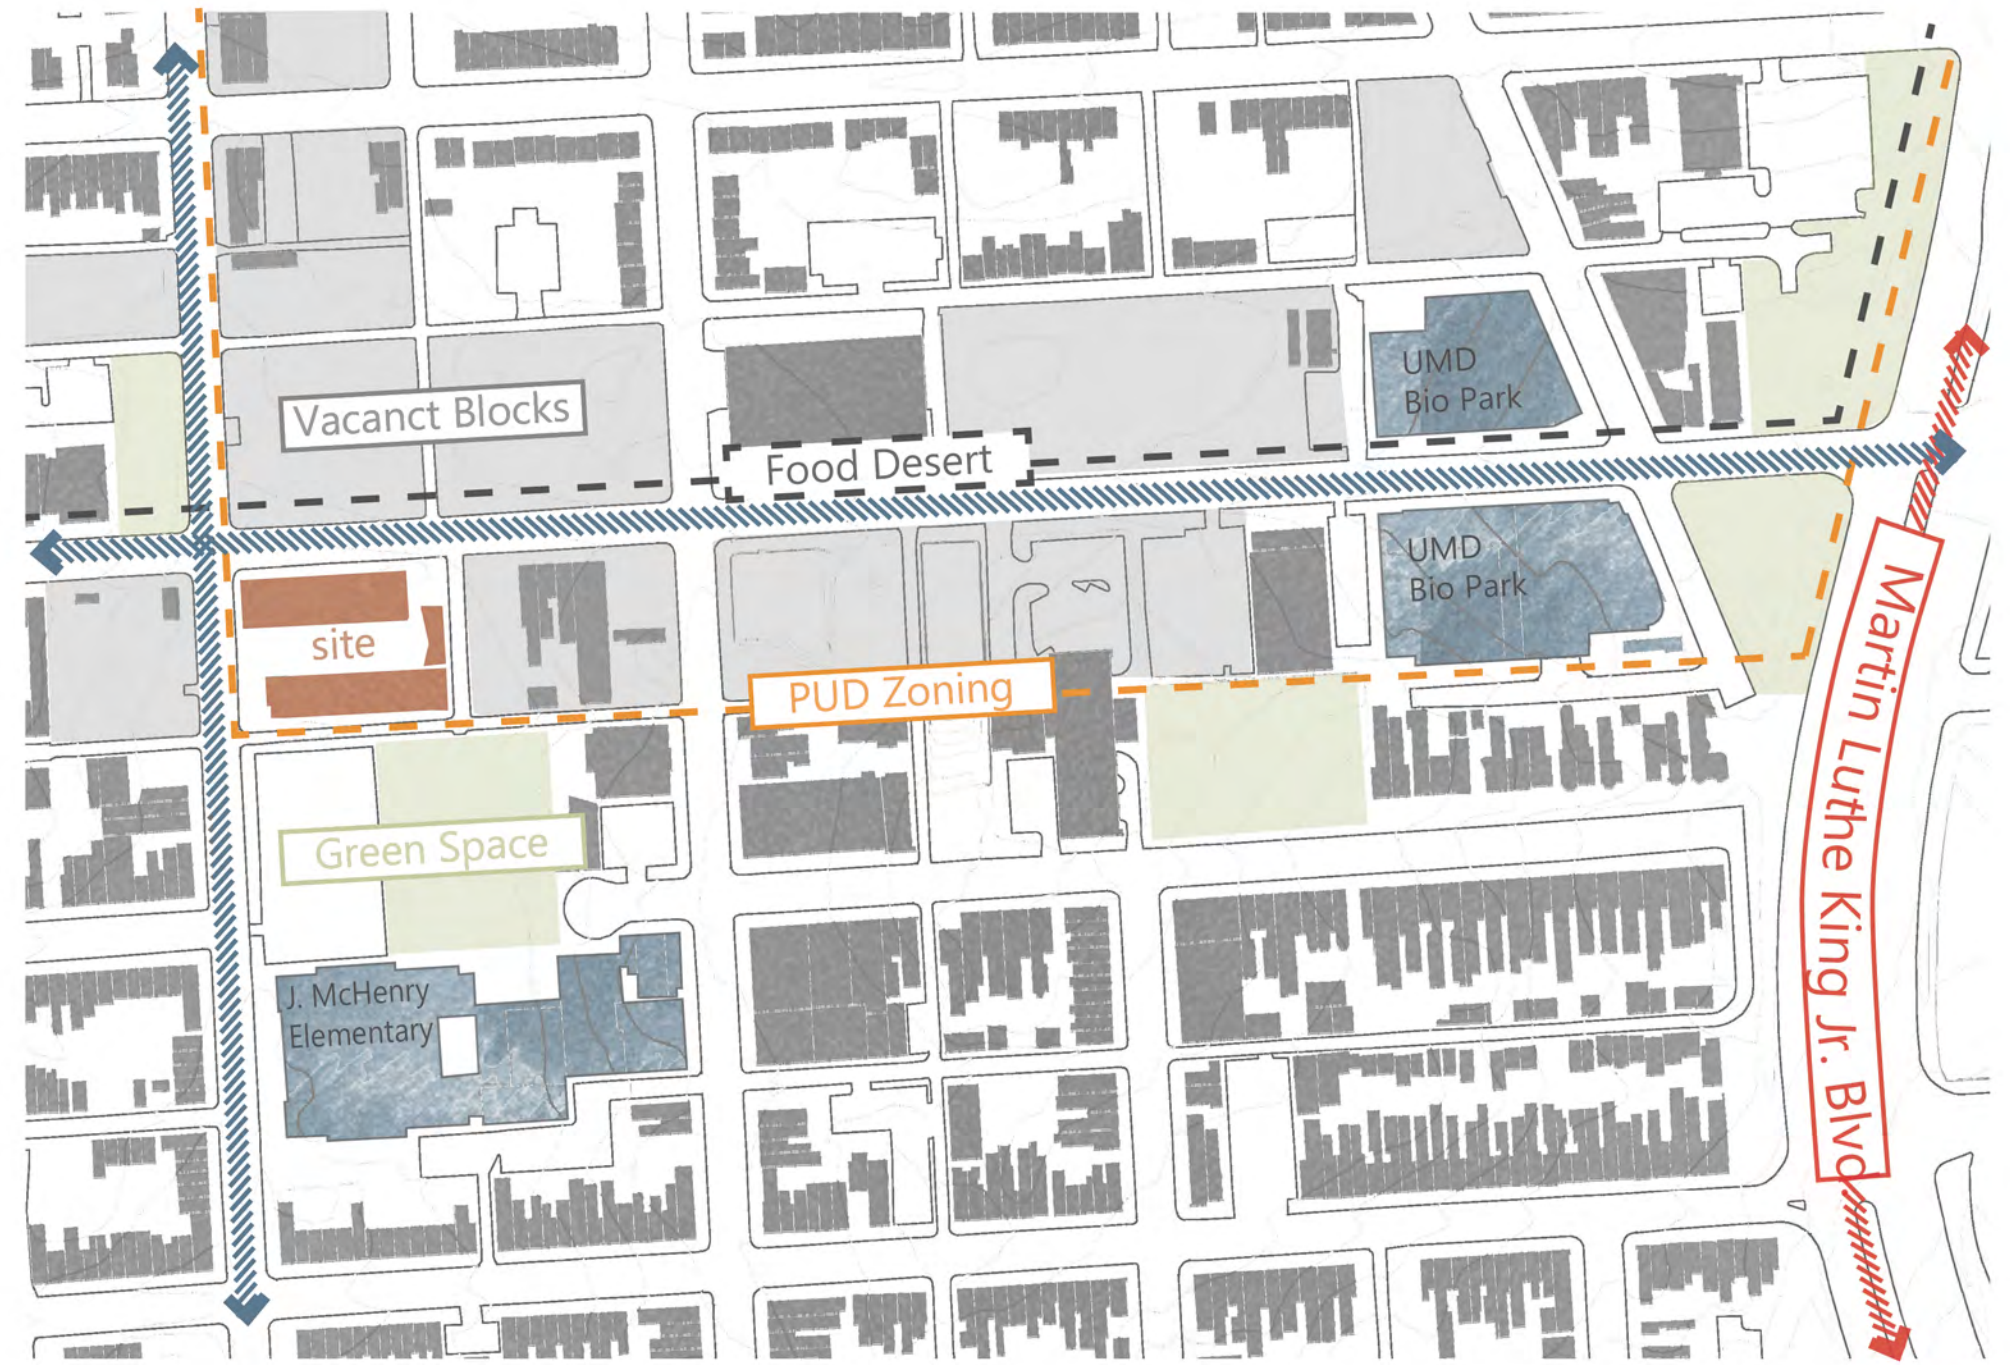 UMD
Bio Park
Vacanct Blocks
Food Desert
UMD
Bio Park
site
PUD Zoning
Martin Luthe King Jr. Blvd
Green Space
J. McHenry
Elementary